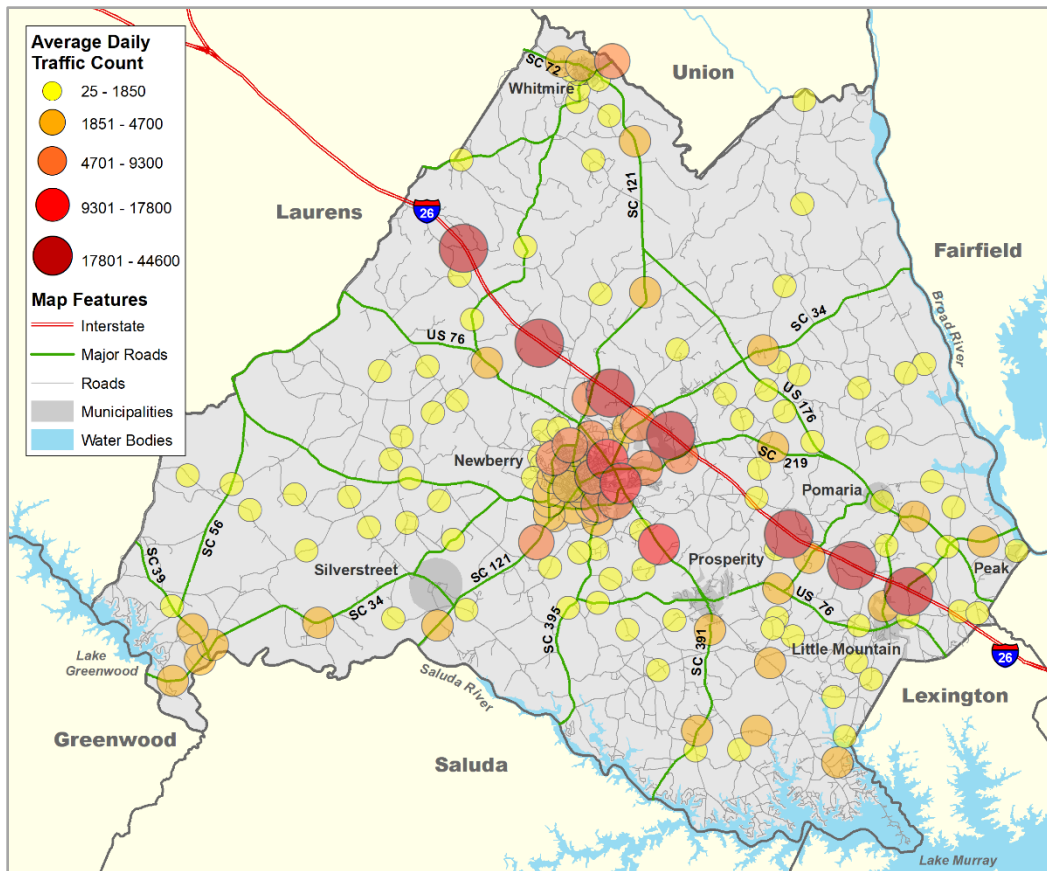 Average Daily
Traffic Count
25 - 1850
1851 - 4700
4701 - 9300
9301 - 17800
17801 - 44600
Map Features
Interstate
Major Roads
Roads
Municipalities
Water Bodies
Union
SC 72
Whitmire
SC 121
Laurens
26
Fairfield
Broad River
SC 34
US 76
US 176
Newberry
SC 219
Pomaria
SC 56
SC 39
Silverstreet
SC 121
Prosperity
Peak
SC 34
US 76
SC 395
SC 391
Little Mountain
26
Lake
Greenwood
Saluda River
Lexington
Greenwood
Saluda
Lake Murray